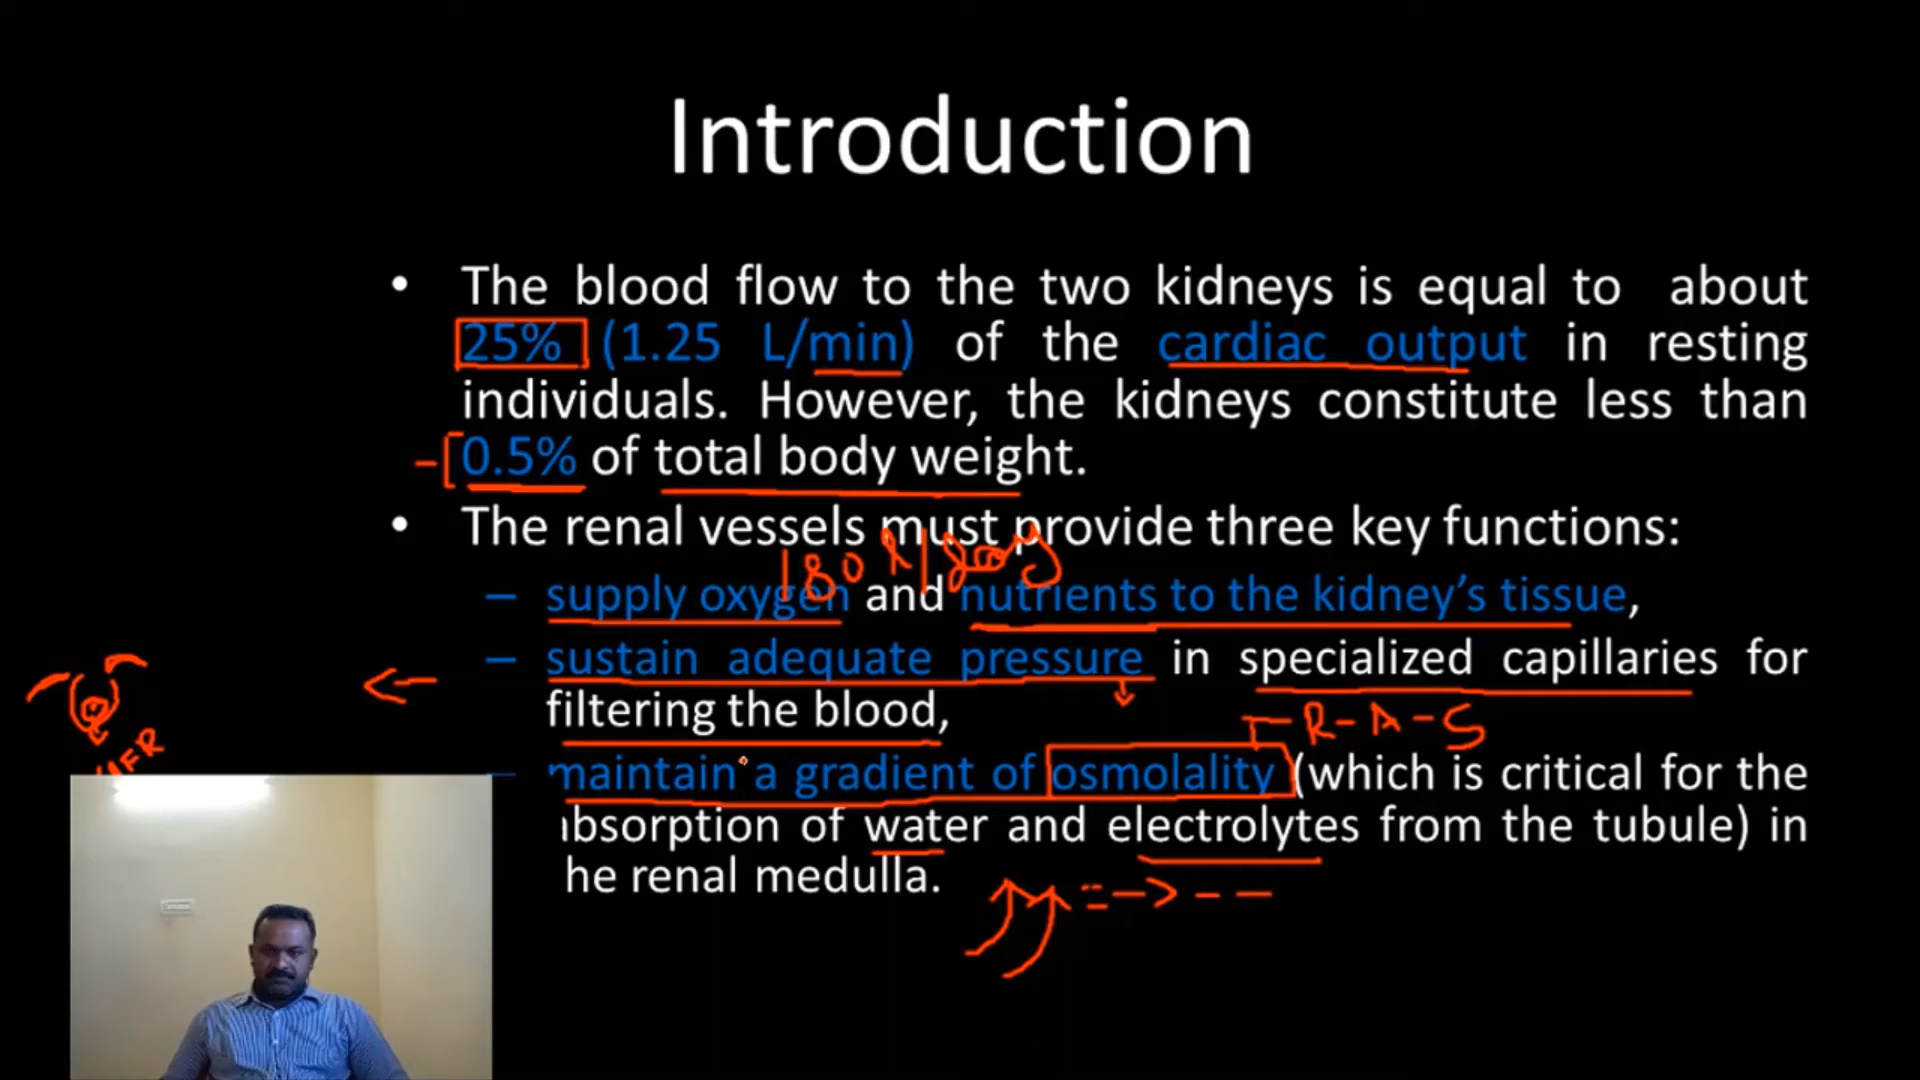 Introduction
• The blood flow to the two kidneys is equal to about
25% (1.25 L/min) of the cardiac output in resting
individuals. However, the kidneys constitute less than
0.5% of total body weight.
• The renal vessels must provide three key functions:
180 l/day
– supply oxygen and nutrients to the kidney's tissue,
– sustain adequate pressure in specialized capillaries for
filtering the blood,
R-A-S
– maintain a gradient of osmolality (which is critical for the
bsorption of water and electrolytes from the tubule) in
he renal medulla.